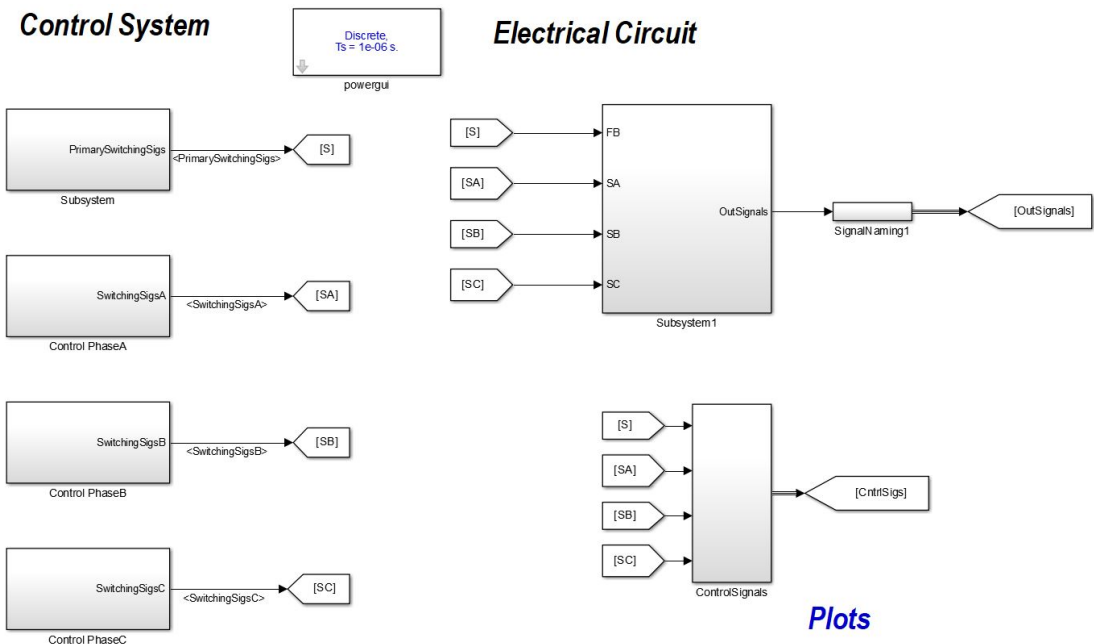 Control System
Discrete,
Ts = 1e-06 s.
powergui
Electrical Circuit
PrimarySwitchingSigs
<PrimarySwitchingSigs>
[S]
Subsystem
SwitchingSigsA
<SwitchingSigsA>
[SA]
Control PhaseA
SwitchingSigsB
<SwitchingSigsB>
[SB]
Control PhaseB
SwitchingSigsC
<SwitchingSigsC>
[SC]
Control PhaseC
[S]
FB
[SA]
SA
[SB]
SB
[SC]
SC
OutSignals
Subsystem1
SignalNaming1
[OutSignals]
[S]
[SA]
[SB]
[SC]
ControlSignals
[CntrlSigs]
Plots